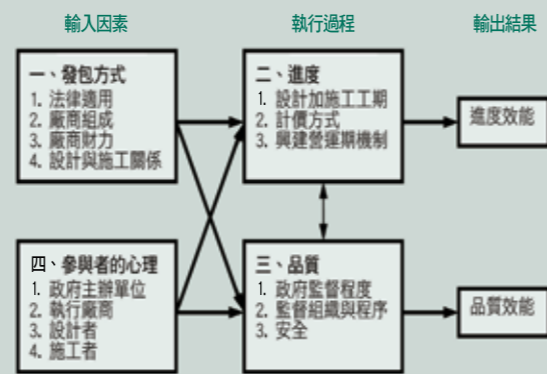 輸入因素
執行過程
輸出結果
一、發包方式
1. 法律適用
2. 廠商組成
3. 廠商財力
4. 設計與施工關係
二、進度
1. 設計加施工工期
2. 計價方式
3. 興建營運期機制
進度效能
四、參與者的心理
1. 政府主辦單位
2. 執行廠商
3. 設計者
4. 施工者
三、品質
1. 政府監督程度
2. 監督組織與程序
3. 安全
品質效能